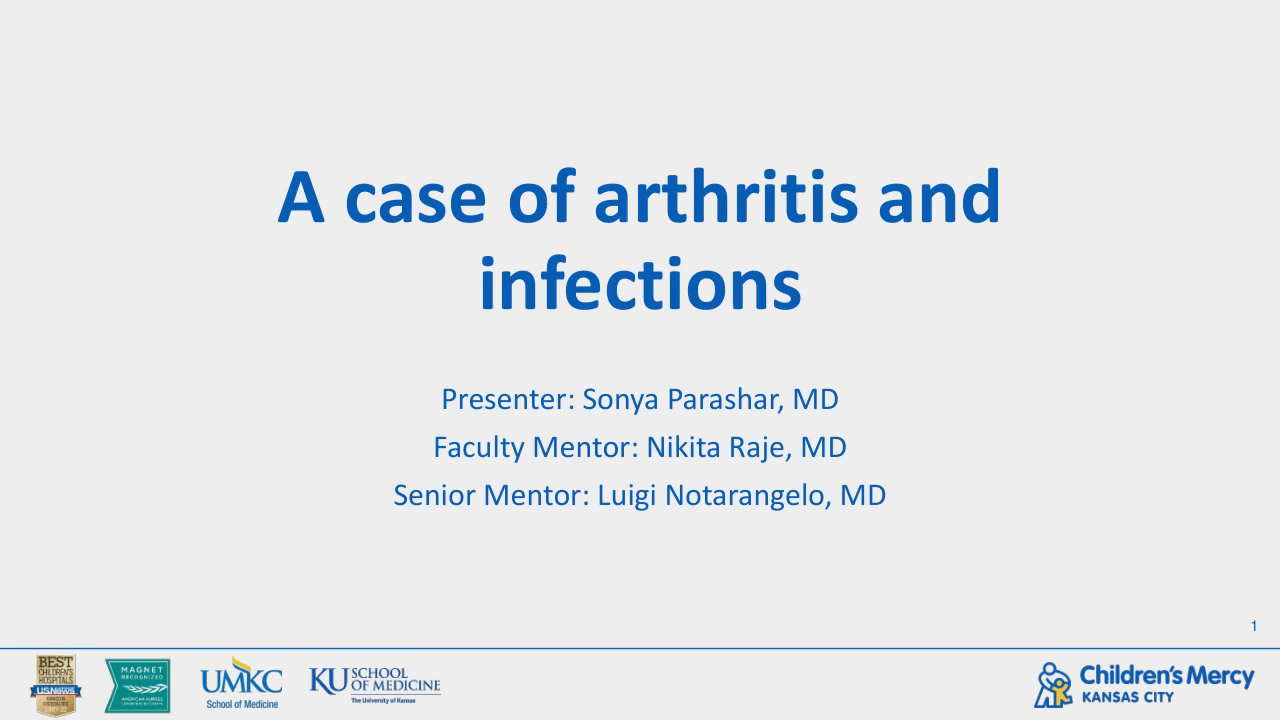 A case of arthritis and
infections
Presenter: Sonya Parashar, MD
Faculty Mentor: Nikita Raje, MD
Senior Mentor: Luigi Notarangelo, MD
1
BEST
CHILDREN'S
HOSPITALS
U.S. News
MAGNET
RECOGNIZED
UMKC
School of Medicine
KU SCHOOL
OF MEDICINE
The University of Kansas
Children's Mercy
KANSAS CITY